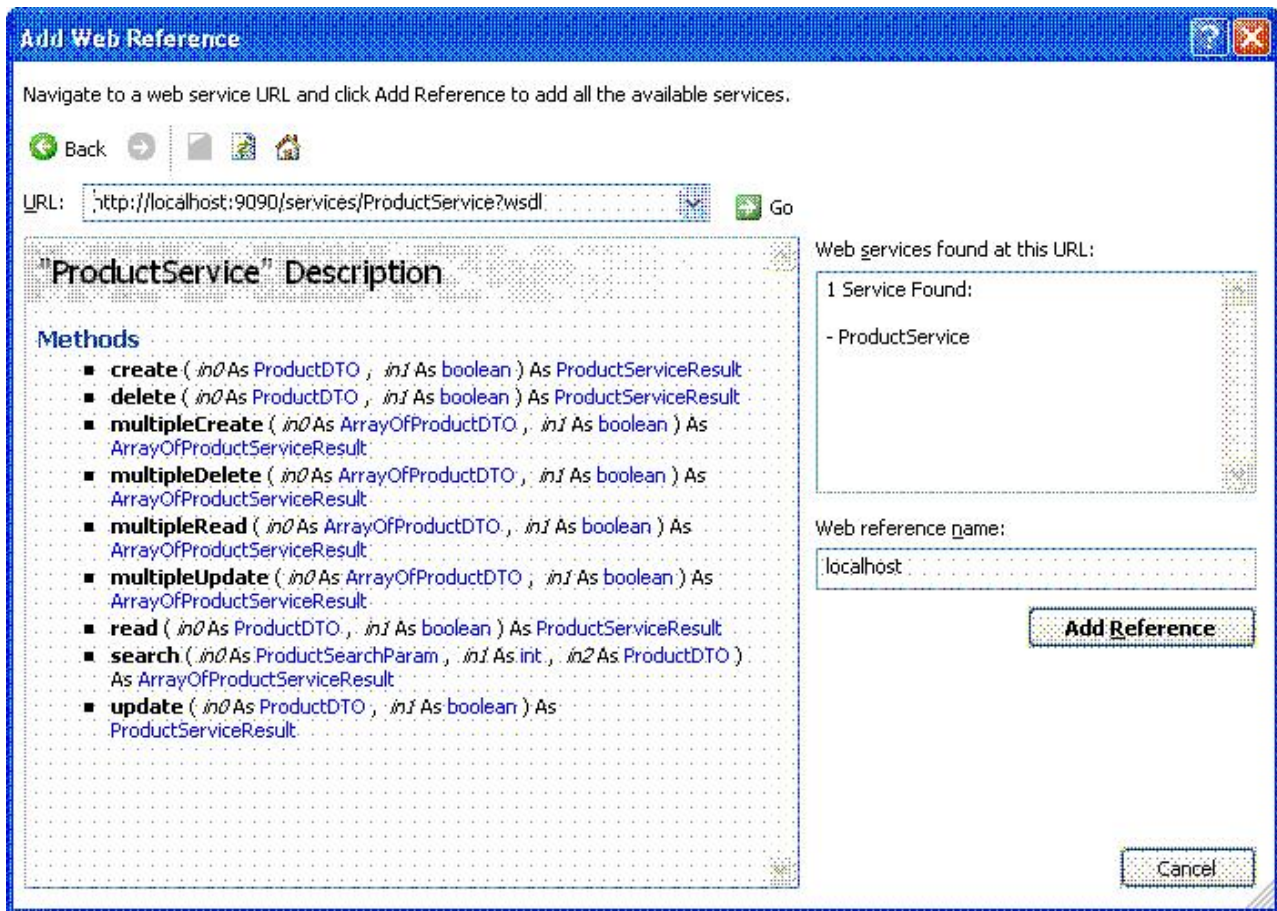 Add Web Reference
Navigate to a web service URL and click Add Reference to add all the available services.
Back
URL: http://localhost:9090/services/ProductService?wsdl Go
"ProductService" Description
Methods
create ( in0 As ProductDTO , in1 As boolean ) As ProductServiceResult
delete ( in0 As ProductDTO , in1 As boolean ) As ProductServiceResult
multipleCreate ( in0 As ArrayOfProductDTO , in1 As boolean ) As
ArrayOfProductServiceResult
multipleDelete ( in0 As ArrayOfProductDTO , in1 As boolean ) As
ArrayOfProductServiceResult
multipleRead ( in0 As ArrayOfProductDTO , in1 As boolean ) As
ArrayOfProductServiceResult
multipleUpdate ( in0 As ArrayOfProductDTO , in1 As boolean ) As
ArrayOfProductServiceResult
read ( in0 As ProductDTO , in1 As boolean ) As ProductServiceResult
search ( in0 As ProductSearchParam , in1 As int , in2 As ProductDTO )
As ArrayOfProductServiceResult
update ( in0 As ProductDTO , in1 As boolean ) As
ProductServiceResult
Web services found at this URL:
1 Service Found:
- ProductService
Web reference name:
localhost
Add Reference
Cancel